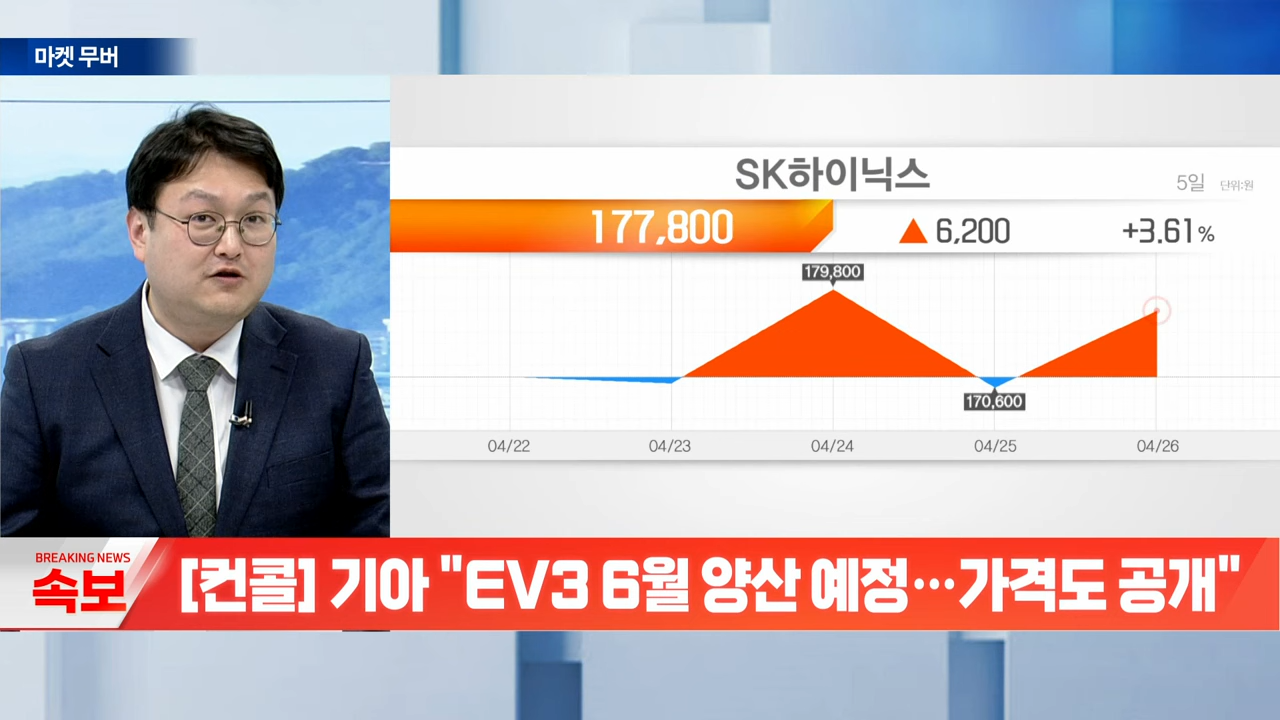 마켓 무버
SK하이닉스
5일 단위:원
177,800 ▲ 6,200 +3.61%
179,800
170,600
04/22 04/23 04/24 04/25 04/26
BREAKING NEWS
속보
[컨콜] 기아 "EV3 6월 양산 예정…가격도 공개"